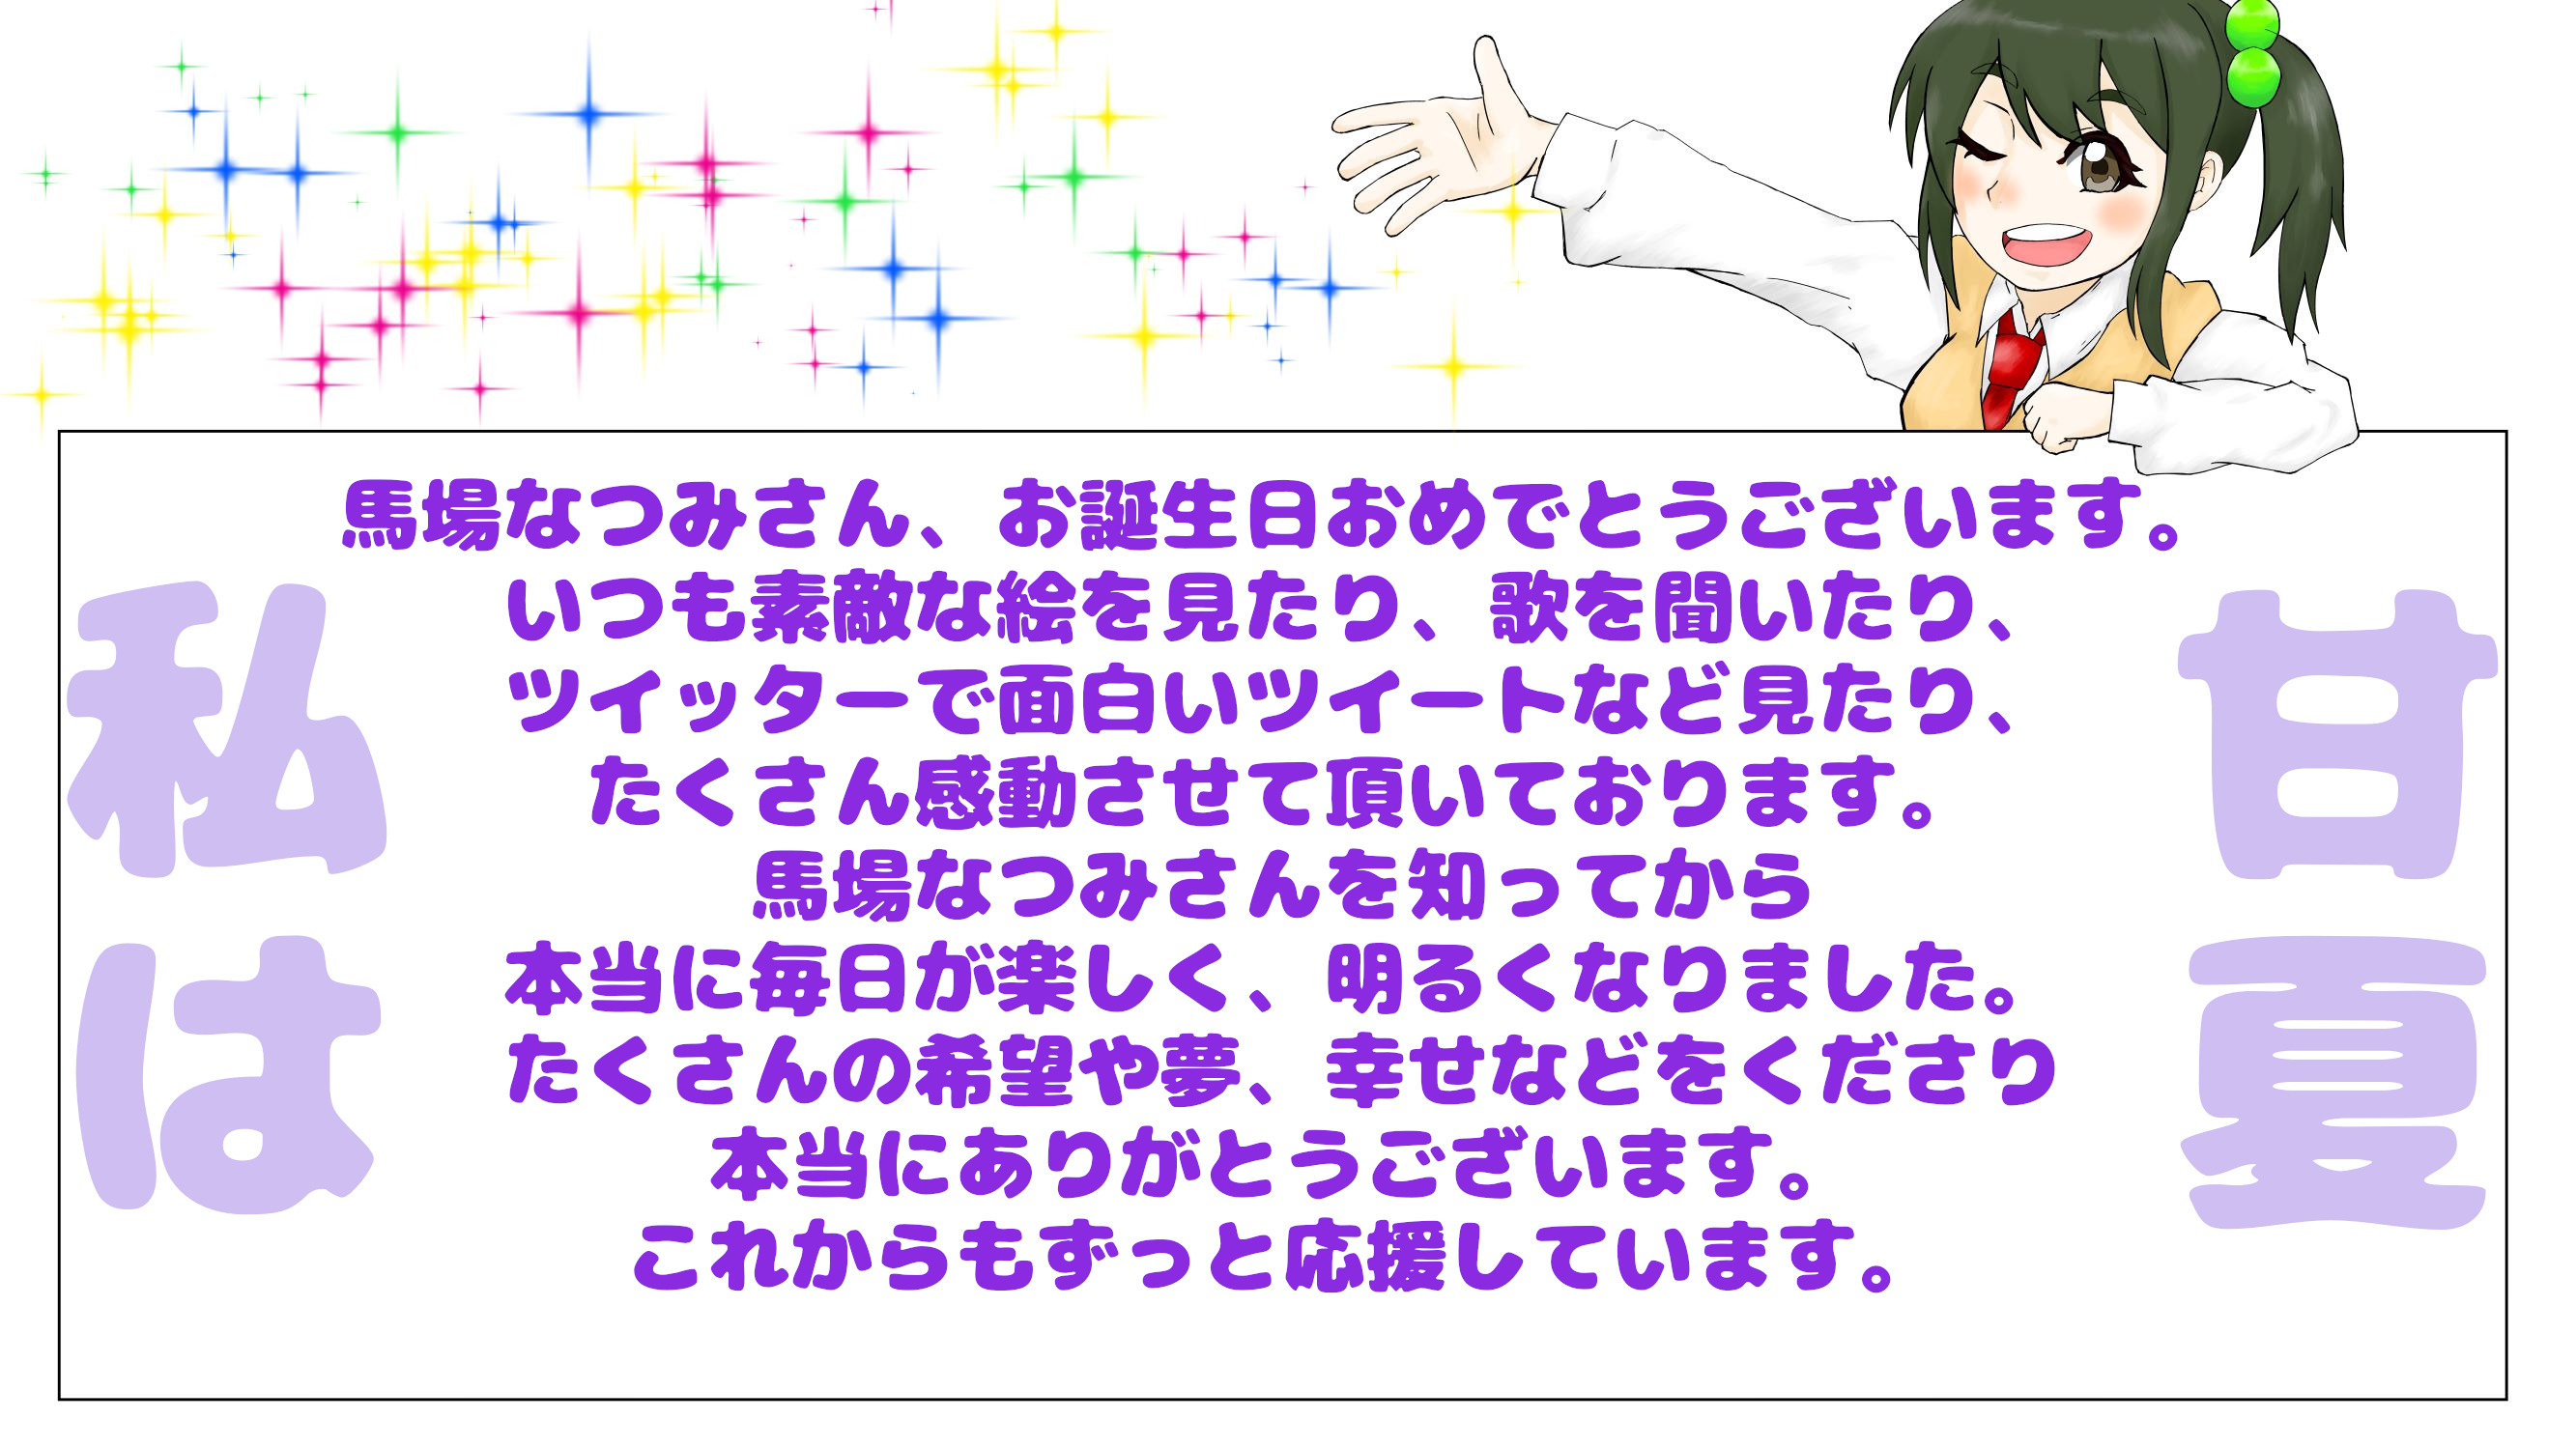 馬場なつみさん、お誕生日おめでとうございます。
いつも素敵な絵を見たり、歌を聞いたり、
ツイッターで面白いツイートなど見たり、
たくさん感動させて頂いております。
馬場なつみさんを知ってから
本当に毎日が楽しく、明るくなりました。
たくさんの希望や夢、幸せなどをくださり
本当にありがとうございます。
これからもずっと応援しています。
私は
甘夏